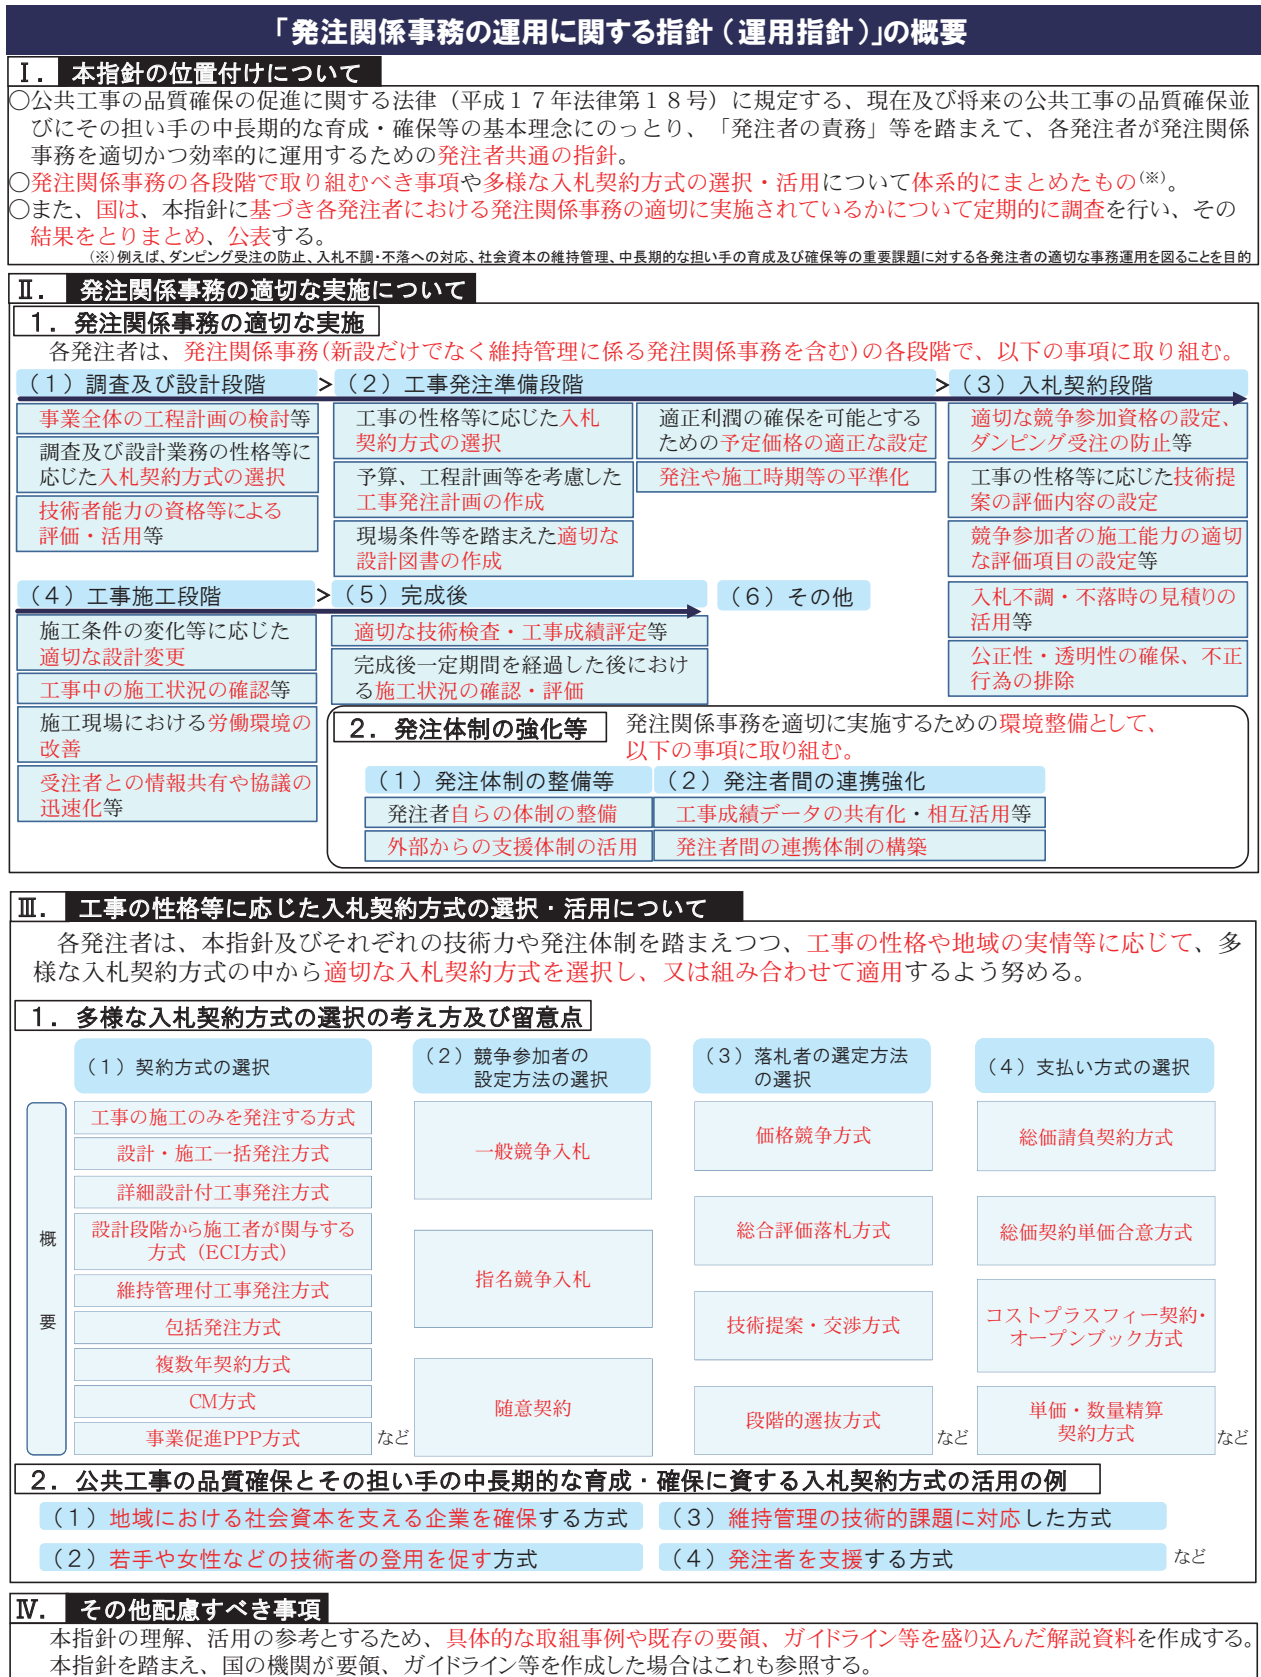 「発注関係事務の運用に関する指針（運用指針）」の概要
Ⅰ． 本指針の位置付けについて
○公共工事の品質確保の促進に関する法律（平成１７年法律第１８号）に規定する、現在及び将来の公共工事の品質確保並
びにその担い手の中長期的な育成・確保等の基本理念にのっとり、「発注者の責務」等を踏まえて、各発注者が発注関係
事務を適切かつ効率的に運用するための発注者共通の指針。
○発注関係事務の各段階で取り組むべき事項や多様な入札契約方式の選択・活用について体系的にまとめたもの(※)。
○また、国は、本指針に基づき各発注者における発注関係事務の適切に実施されているかについて定期的に調査を行い、その
結果をとりまとめ、公表する。
(※)例えば、ダンピング受注の防止、入札不調・不落への対応、社会資本の維持管理、中長期的な担い手の育成及び確保等の重要課題に対する各発注者の適切な事務運用を図ることを目的
Ⅱ． 発注関係事務の適切な実施について
１．発注関係事務の適切な実施
各発注者は、発注関係事務(新設だけでなく維持管理に係る発注関係事務を含む)の各段階で、以下の事項に取り組む。
（１）調査及び設計段階 >
事業全体の工程計画の検討等
調査及び設計業務の性格等に
応じた入札契約方式の選択
技術者能力の資格等による
評価・活用等
（２）工事発注準備段階 >
工事の性格等に応じた入札
契約方式の選択
予算、工程計画等を考慮した
工事発注計画の作成
現場条件等を踏まえた適切な
設計図書の作成
適正利潤の確保を可能とする
ための予定価格の適正な設定
発注や施工時期等の平準化
（３）入札契約段階
適切な競争参加資格の設定、
ダンピング受注の防止等
工事の性格等に応じた技術提
案の評価内容の設定
競争参加者の施工能力の適切
な評価項目の設定等
入札不調・不落時の見積りの
活用等
公正性・透明性の確保、不正
行為の排除
（４）工事施工段階 >
施工条件の変化等に応じた
適切な設計変更
工事中の施工状況の確認等
施工現場における労働環境の
改善
受注者との情報共有や協議の
迅速化等
（５）完成後
適切な技術検査・工事成績評定等
完成後一定期間を経過した後におけ
る施工状況の確認・評価
（６）その他
２．発注体制の強化等
発注関係事務を適切に実施するための環境整備として、
以下の事項に取り組む。
（１）発注体制の整備等
発注者自らの体制の整備
外部からの支援体制の活用
（２）発注者間の連携強化
工事成績データの共有化・相互活用等
発注者間の連携体制の構築
Ⅲ． 工事の性格等に応じた入札契約方式の選択・活用について
各発注者は、本指針及びそれぞれの技術力や発注体制を踏まえつつ、工事の性格や地域の実情等に応じて、多
様な入札契約方式の中から適切な入札契約方式を選択し、又は組み合わせて適用するよう努める。
１．多様な入札契約方式の選択の考え方及び留意点
概
要
（１）契約方式の選択
工事の施工のみを発注する方式
設計・施工一括発注方式
詳細設計付工事発注方式
設計段階から施工者が関与する
方式（ECI方式）
維持管理付工事発注方式
包括発注方式
複数年契約方式
CM方式
事業促進PPP方式
など
（２）競争参加者の
設定方法の選択
一般競争入札
指名競争入札
随意契約
（３）落札者の選定方法
の選択
価格競争方式
総合評価落札方式
技術提案・交渉方式
段階的選抜方式
など
（４）支払い方式の選択
総価請負契約方式
総価契約単価合意方式
コストプラスフィー契約・
オープンブック方式
単価・数量精算
契約方式
など
２．公共工事の品質確保とその担い手の中長期的な育成・確保に資する入札契約方式の活用の例
（１）地域における社会資本を支える企業を確保する方式
（２）若手や女性などの技術者の登用を促す方式
（３）維持管理の技術的課題に対応した方式
（４）発注者を支援する方式
など
Ⅳ． その他配慮すべき事項
本指針の理解、活用の参考とするため、具体的な取組事例や既存の要領、ガイドライン等を盛り込んだ解説資料を作成する。
本指針を踏まえ、国の機関が要領、ガイドライン等を作成した場合はこれも参照する。